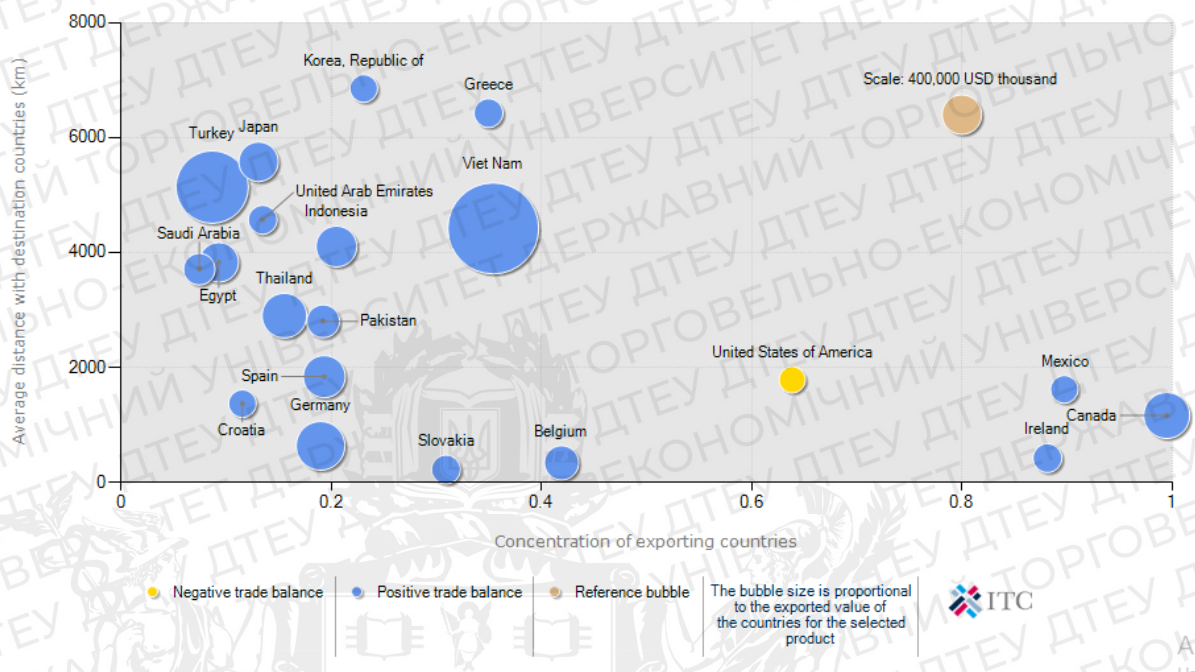 8000
Korea, Republic of
Scale: 400,000 USD thousand
Greece
6000
Turkey
Japan
Viet Nam
United Arab Emirates
Indonesia
Saudi Arabia
4000
Thailand
Egypt
Pakistan
2000
United States of America
Mexico
Spain
Germany
Canada
Croatia
Ireland
Slovakia
Belgium
0
0
0.2
0.4
0.6
0.8
1
Average distance with destination countries (km)
Concentration of exporting countries
Negative trade balance
Positive trade balance
Reference bubble
The bubble size is proportional
to the exported value of
the countries for the selected
product
ITC
ДТЕУ ДЕРЖАВНИЙ ТОРГОВЕЛЬНО-ЕКОНОМІЧНИЙ УНІВЕРСИТЕТ